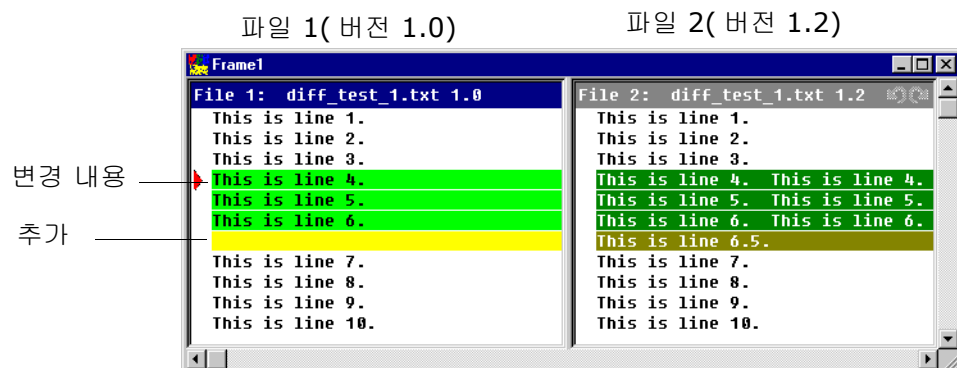 파일 1( 버전 1.0)
파일 2( 버전 1.2)
Frame1
File 1: diff_test_1.txt 1.0
This is line 1.
This is line 2.
This is line 3.
변경 내용
This is line 4.
This is line 5.
This is line 6.
추가
This is line 7.
This is line 8.
This is line 9.
This is line 10.
File 2: diff_test_1.txt 1.2
This is line 1.
This is line 2.
This is line 3.
This is line 4. This is line 4.
This is line 5. This is line 5.
This is line 6. This is line 6.
This is line 6.5.
This is line 7.
This is line 8.
This is line 9.
This is line 10.